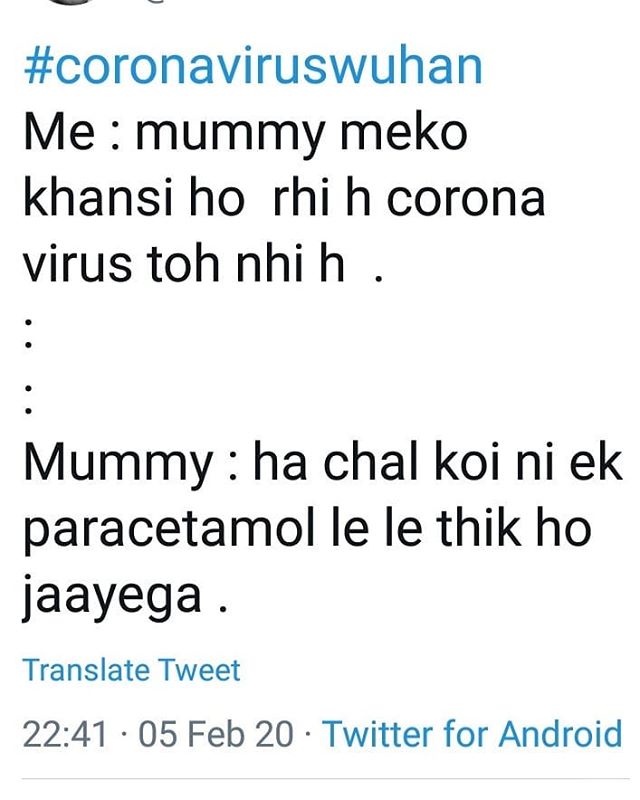 #coronaviruswuhan
Me : mummy meko
khansi ho  rhi h corona
virus toh nhi h  .
:
:
Mummy : ha chal koi ni ek
paracetamol le le thik ho
jaayega .
Translate Tweet
22:41 · 05 Feb 20 · Twitter for Android